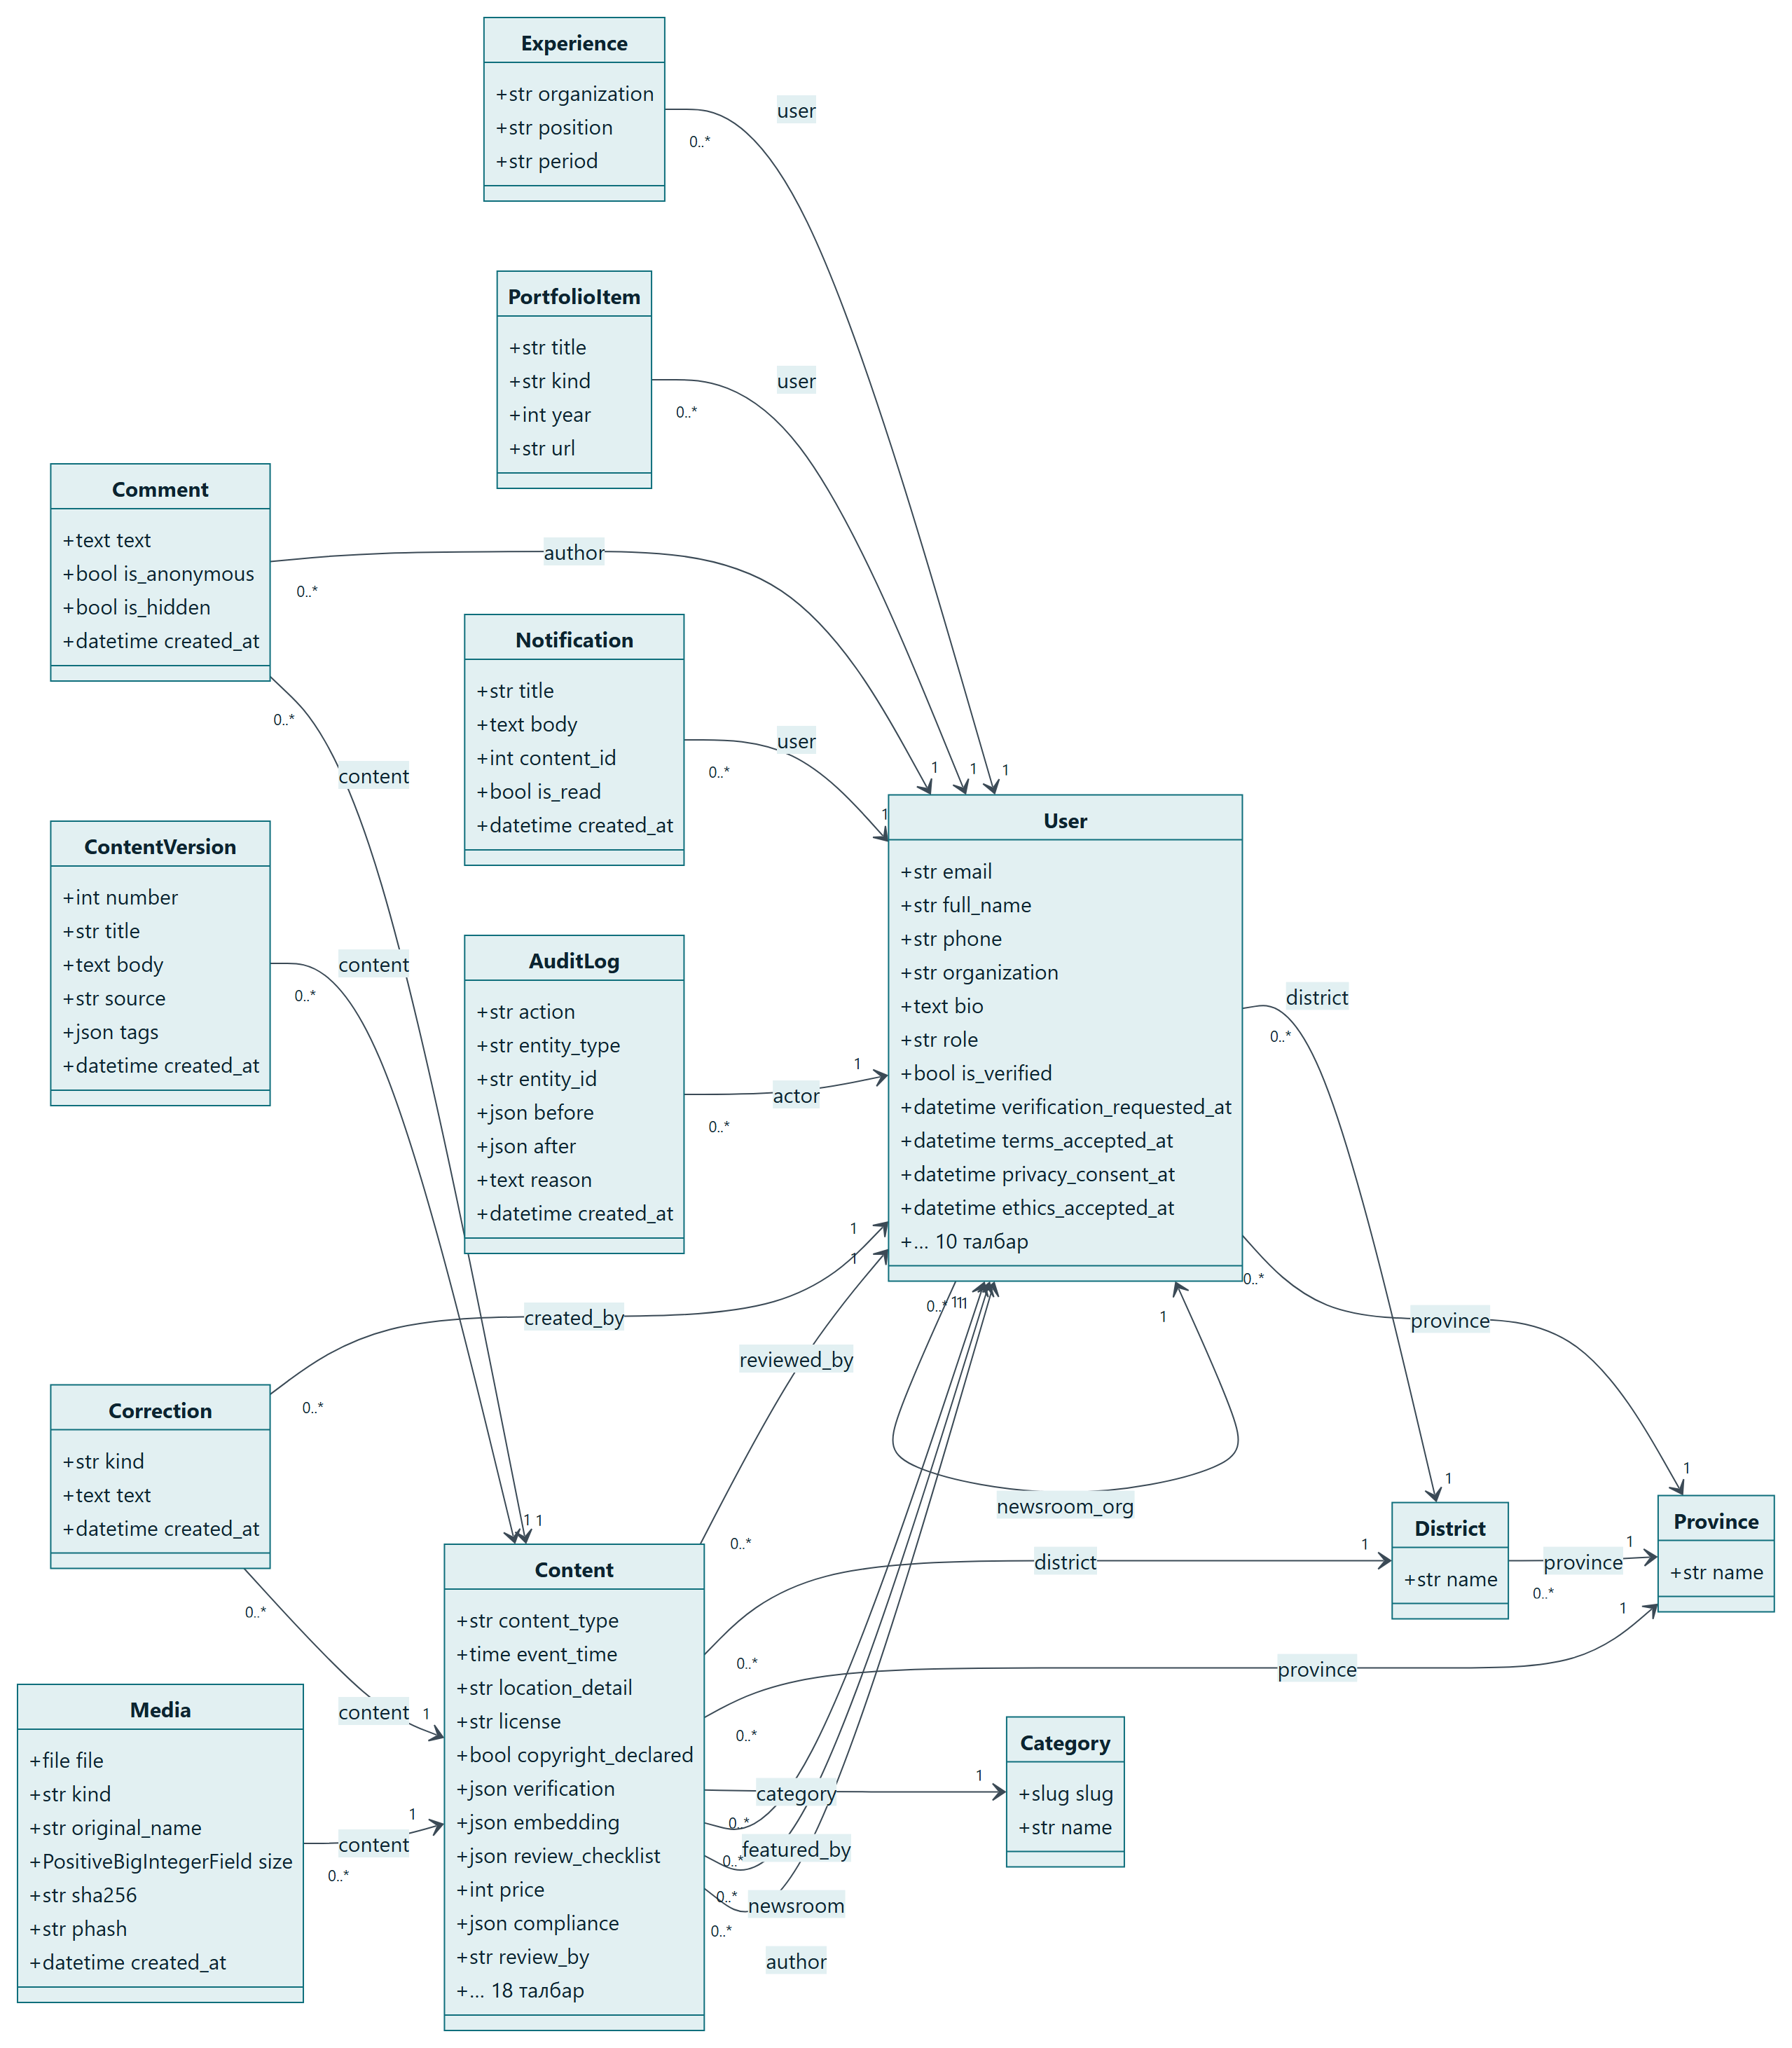 Experience
+str organization
+str position
+str period
0..*
user
PortfolioItem
+str title
+str kind
+int year
+str url
0..*
user
Comment
+text text
+bool is_anonymous
+bool is_hidden
+datetime created_at
0..*
author
0..*
content
Notification
+str title
+text body
+int content_id
+bool is_read
+datetime created_at
0..*
user
1
1
1
1
ContentVersion
+int number
+str title
+text body
+str source
+json tags
+datetime created_at
0..*
content
AuditLog
+str action
+str entity_type
+str entity_id
+json before
+json after
+text reason
+datetime created_at
0..*
actor
1
User
+str email
+str full_name
+str phone
+str organization
+text bio
+str role
+bool is_verified
+datetime verification_requested_at
+datetime terms_accepted_at
+datetime privacy_consent_at
+datetime ethics_accepted_at
+... 10 талбар
district
0..*
0..*
province
1
1
0..*
1
1
1
1
newsroom_org
created_by
reviewed_by
Correction
+str kind
+text text
+datetime created_at
0..*
0..*
content
1
1
1
Content
+str content_type
+time event_time
+str location_detail
+str license
+bool copyright_declared
+json verification
+json embedding
+json review_checklist
+int price
+json compliance
+str review_by
+... 18 талбар
0..*
district
1
0..*
province
1
0..*
category
1
0..*
featured_by
0..*
newsroom
0..*
author
0..*
District
+str name
1
province
0..*
1
Province
+str name
1
Category
+slug slug
+str name
Media
+file file
+str kind
+str original_name
+PositiveBigIntegerField size
+str sha256
+str phash
+datetime created_at
0..*
content
1